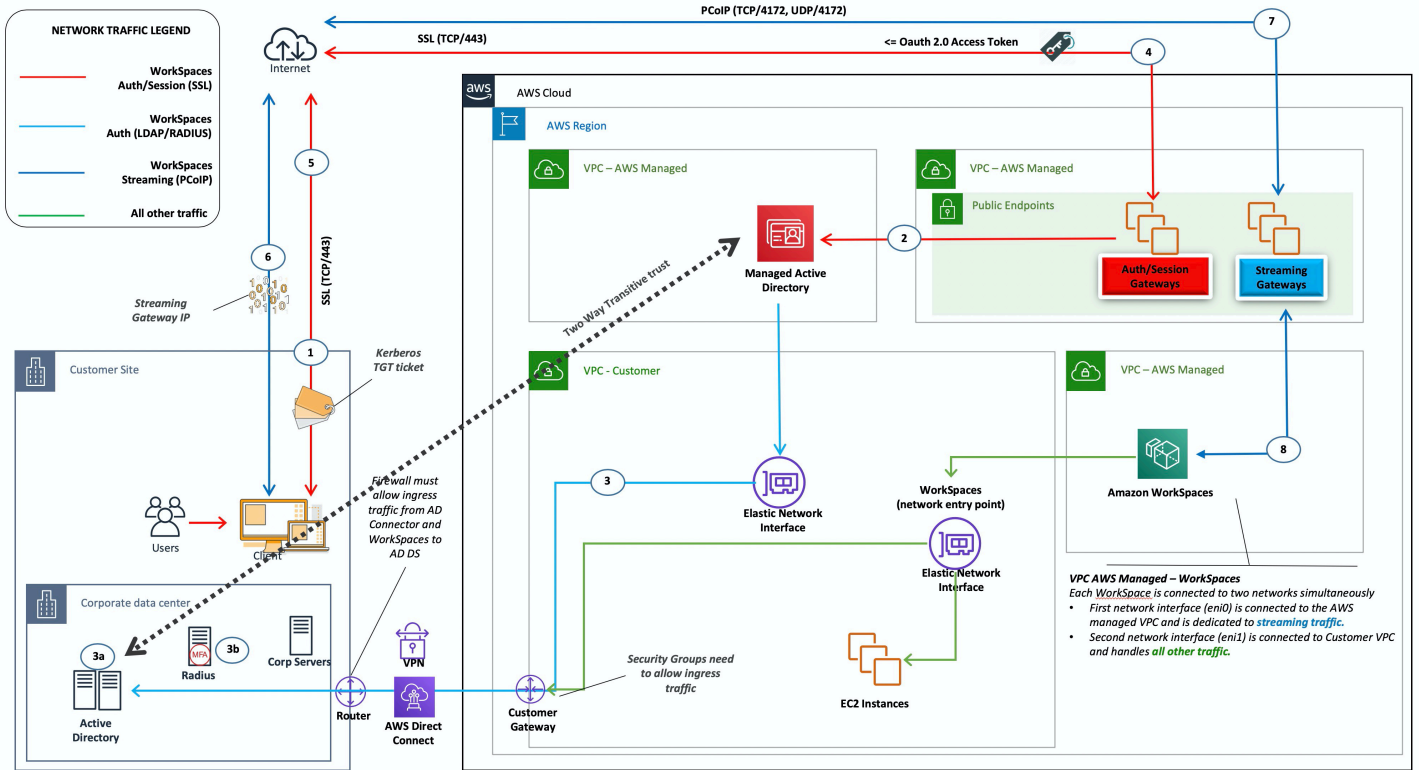 PCoIP (TCP/4172, UDP/4172)
7
NETWORK TRAFFIC LEGEND
WorkSpaces
Auth/Session (SSL)
WorkSpaces
Auth (LDAP/RADIUS)
WorkSpaces
Streaming (PCoIP)
All other traffic
Internet
SSL (TCP/443)
<= Oauth 2.0 Access Token
4
aws
AWS Cloud
AWS Region
VPC – AWS Managed
VPC – AWS Managed
Public Endpoints
5
6
SSL (TCP/443)
Streaming
Gateway IP
2
Managed Active
Directory
Auth/Session
Gateways
Streaming
Gateways
Two Way Transitive trust
1
Kerberos
TGT ticket
Customer Site
VPC - Customer
VPC – AWS Managed
8
Amazon WorkSpaces
3
Elastic Network
Interface
WorkSpaces
(network entry point)
Elastic Network
Interface
Firewall must
allow ingress
traffic from AD
Connector and
WorkSpaces to
AD DS
Users
Client
VPC AWS Managed – WorkSpaces
Each WorkSpace is connected to two networks simultaneously
• First network interface (eni0) is connected to the AWS
managed VPC and is dedicated to streaming traffic.
• Second network interface (eni1) is connected to Customer VPC
and handles all other traffic.
Corporate data center
3a
MFA
3b
Radius
Corp Servers
VPN
Security Groups need
to allow ingress
traffic
EC2 Instances
Active
Directory
Router
AWS Direct
Connect
Customer
Gateway